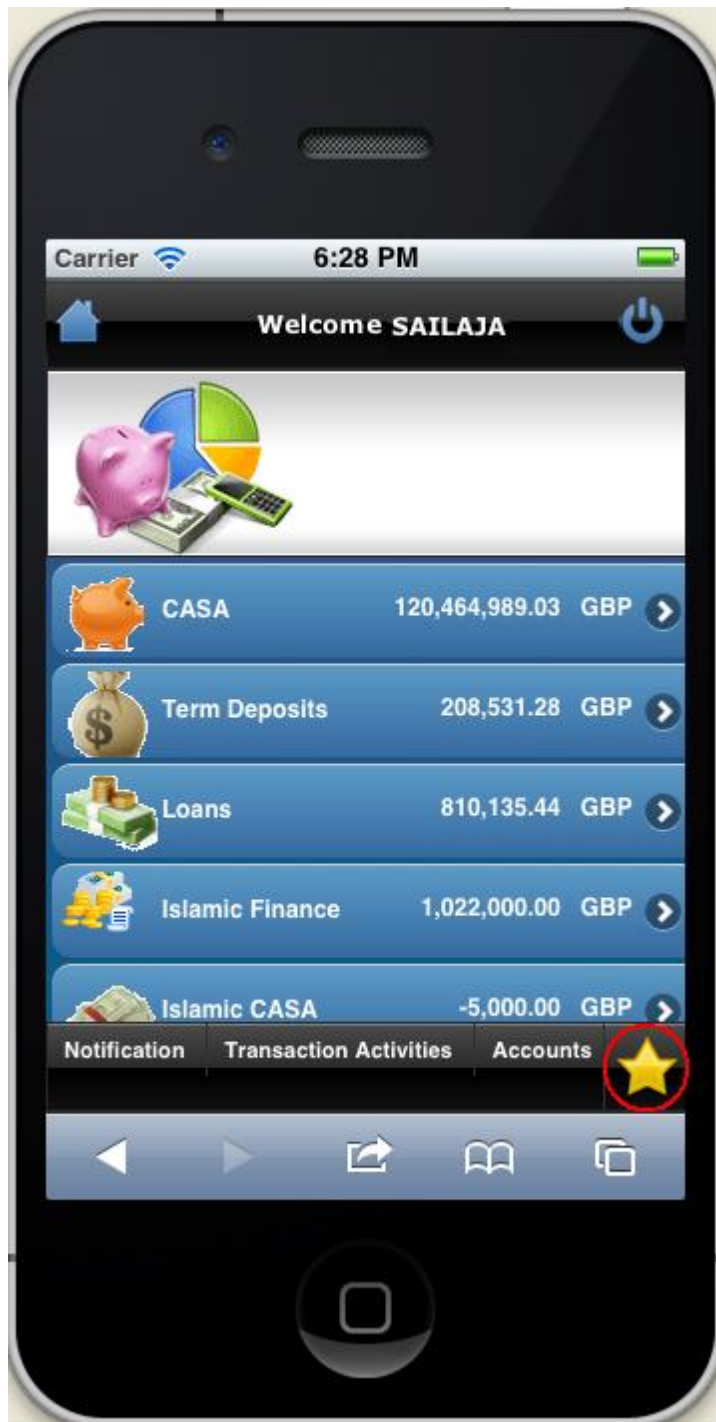 Carrier 6:28 PM
Welcome SAILAJA
CASA 120,464,989.03 GBP
$
Term Deposits 208,531.28 GBP
Loans 810,135.44 GBP
Islamic Finance 1,022,000.00 GBP
Islamic CASA -5,000.00 GBP
Notification Transaction Activities Accounts